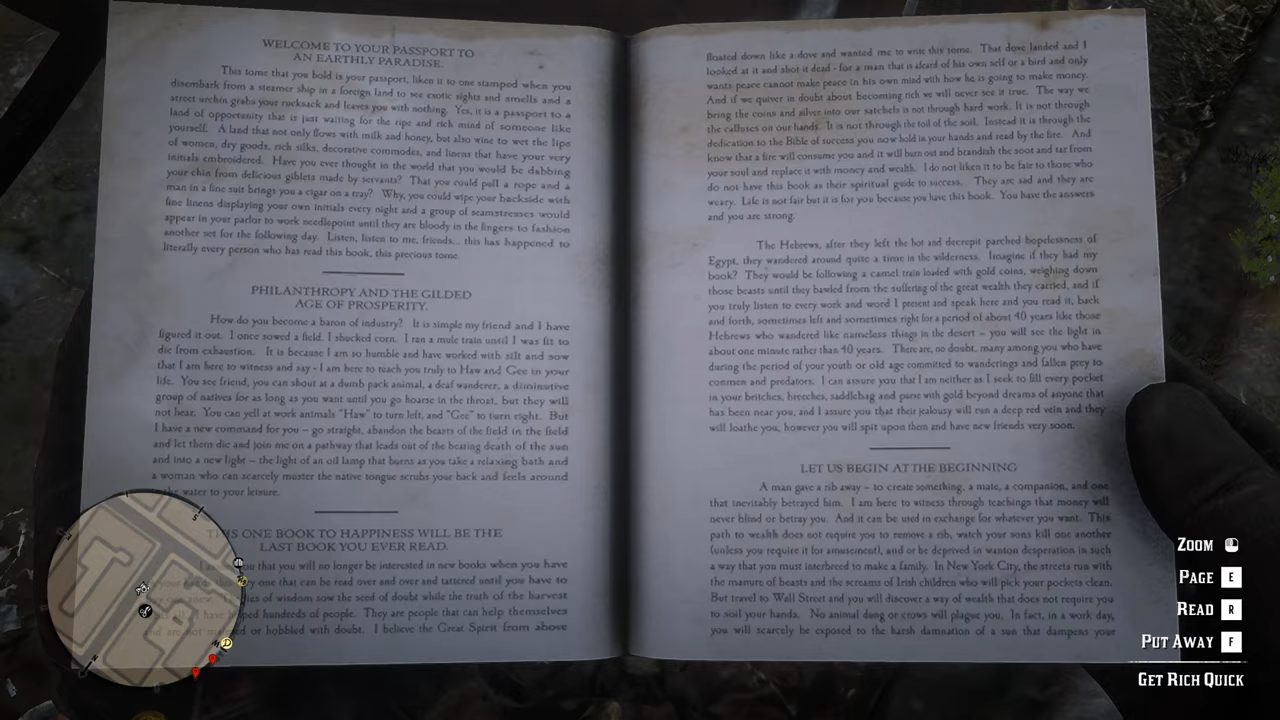 WELCOME TO YOUR PASSPORT TO
AN EARTHLY PARADISE.
This tome that you hold is your passport, liken it to one stamped when you
disembark from a steamer ship in a foreign land to see exotic sights and smells and a
street urchin grabs your rucksack and leaves you with nothing. Yes, it is a passport to a
land of opportunity that is just waiting for the ripe and rich mind of someone like
yourself. A land that not only flows with milk and honey, but also wine to wet the lips
of women, dry goods, rich silks, decorative commodes, and linens that have your very
initials embroidered. Have you ever thought in the world that you would be dabbing
your chin from delicious giblets made by servants? That you could pull a rope and a
man in a fine suit brings you a cigar on a tray? Why, you could wipe your backside with
fine linens displaying your own initials every night and a group of seamstresses would
appear in your parlor to work needlepoint until they are bloody in the fingers to fashion
another set for the following day. Listen, listen to me, friends... this has happened to
literally every person who has read this book, this precious tome.
PHILANTHROPY AND THE GILDED
AGE OF PROSPERITY.
How do you become a baron of industry? It is simple my friend and I have
figured it out. I once sowed a field. I shucked corn. I ran a mule train until I was fit to
die from exhaustion. It is because I am so humble and have worked with silt and sow
that I am here to witness and say - I am here to teach you truly to Haw and Gee in your
life. You see friend, you can shout at a dumb pack animal, a deaf wanderer, a diminutive
group of natives for as long as you want until you go hoarse in the throat, but they will
not hear. You can yell at work animals "Haw" to turn left, and "Gee" to turn right. But
I have a new command for you – go straight, abandon the beasts of the field in the field
and let them die and join me on a pathway that leads out of the beating death of the sun
and into a new light – the light of an oil lamp that burns as you take a relaxing bath and
a woman who can scarcely muster the native tongue scrubs your back and feels around
water to your leisure.
THIS ONE BOOK TO HAPPINESS WILL BE THE
LAST BOOK YOU EVER READ.
you that you will no longer be interested in new books when you have
your hands one that can be read over and over and tattered until you have to
of wisdom sow the seed of doubt while the truth of the harvest
have hundreds of people. They are people that can help themselves
and are not or hobbled with doubt. I believe the Great Spirit from above
floated down like a dove and wanted me to write this tome. That dove landed and I
looked at it and shot it dead - for a man that is afraid of his own self or a bird and only
wants peace cannot make peace in his own mind with how he is going to make money.
And if we quiver in doubt about becoming rich we will never see it true. The way we
bring the coins and silver into our satchels is not through hard work. It is not through
the calluses on our hands. It is not through the toil of the soil. Instead it is through the
dedication to the Bible of success you now hold in your hands and read by the fire. And
know that a fire will consume you and it will burn out and beandish the soot and tar from
your soul and replace it with money and wealth. I do not liken it to be fair to those who
do not have this book as their spiritual guide to success. They are sad and they are
weary. Life is not fair but it is for you because you have this book. You have the answers
and you are strong.
The Hebrews, after they left the hot and decrepit parched hopelessness of
Egypt, they wandered around quite a time in the wilderness. Imagine if they had my
book? They would be following a camel train loaded with gold coins, weighing down
those beasts until they bawled from the suffering of the great wealth they carried, and if
you truly listen to every work and word I present and speak here and you read it, back
and forth, sometimes left and sometimes right for a period of about 40 years like those
Hebrews who wandered like nameless things in the desert – you will see the light in
about one minute rather than 40 years. There are, no doubt, many among you who have
during the period of your youth or old age committed to wanderings and fallen prey to
conmen and predators. I can assure you that I am neither as I seek to fill every pocket
in your britches, breeches, saddlebag and purse with gold beyond dreams of anyone that
has been near you, and I assure you that their jealousy will run a deep red vein and they
will loathe you, however you will spit upon them and have new friends very soon.
LET US BEGIN AT THE BEGINNING
A man gave a rib away – to create something, a mate, a companion, and one
that inevitably betrayed him. I am here to witness through teachings that money will
never blind or betray you. And it can be used in exchange for whatever you want. This
path to wealth does not require you to remove a rib, watch your sons kill one another
(unless you require it for amusement), and or be deprived in wanton desperation in such
a way that you must interbreed to make a family. In New York City, the streets run with
the manure of beasts and the screams of Irish children who will pick your pockets clean.
But travel to Wall Street and you will discover a way of wealth that does not require you
to soil your hands. No animal dung or crows will plague you. In fact, in a work day,
you will scarcely be exposed to the harsh damnation of a sun that dampens your
ZOOM
PAGE E
READ R
PUT AWAY F
GET RICH QUICK